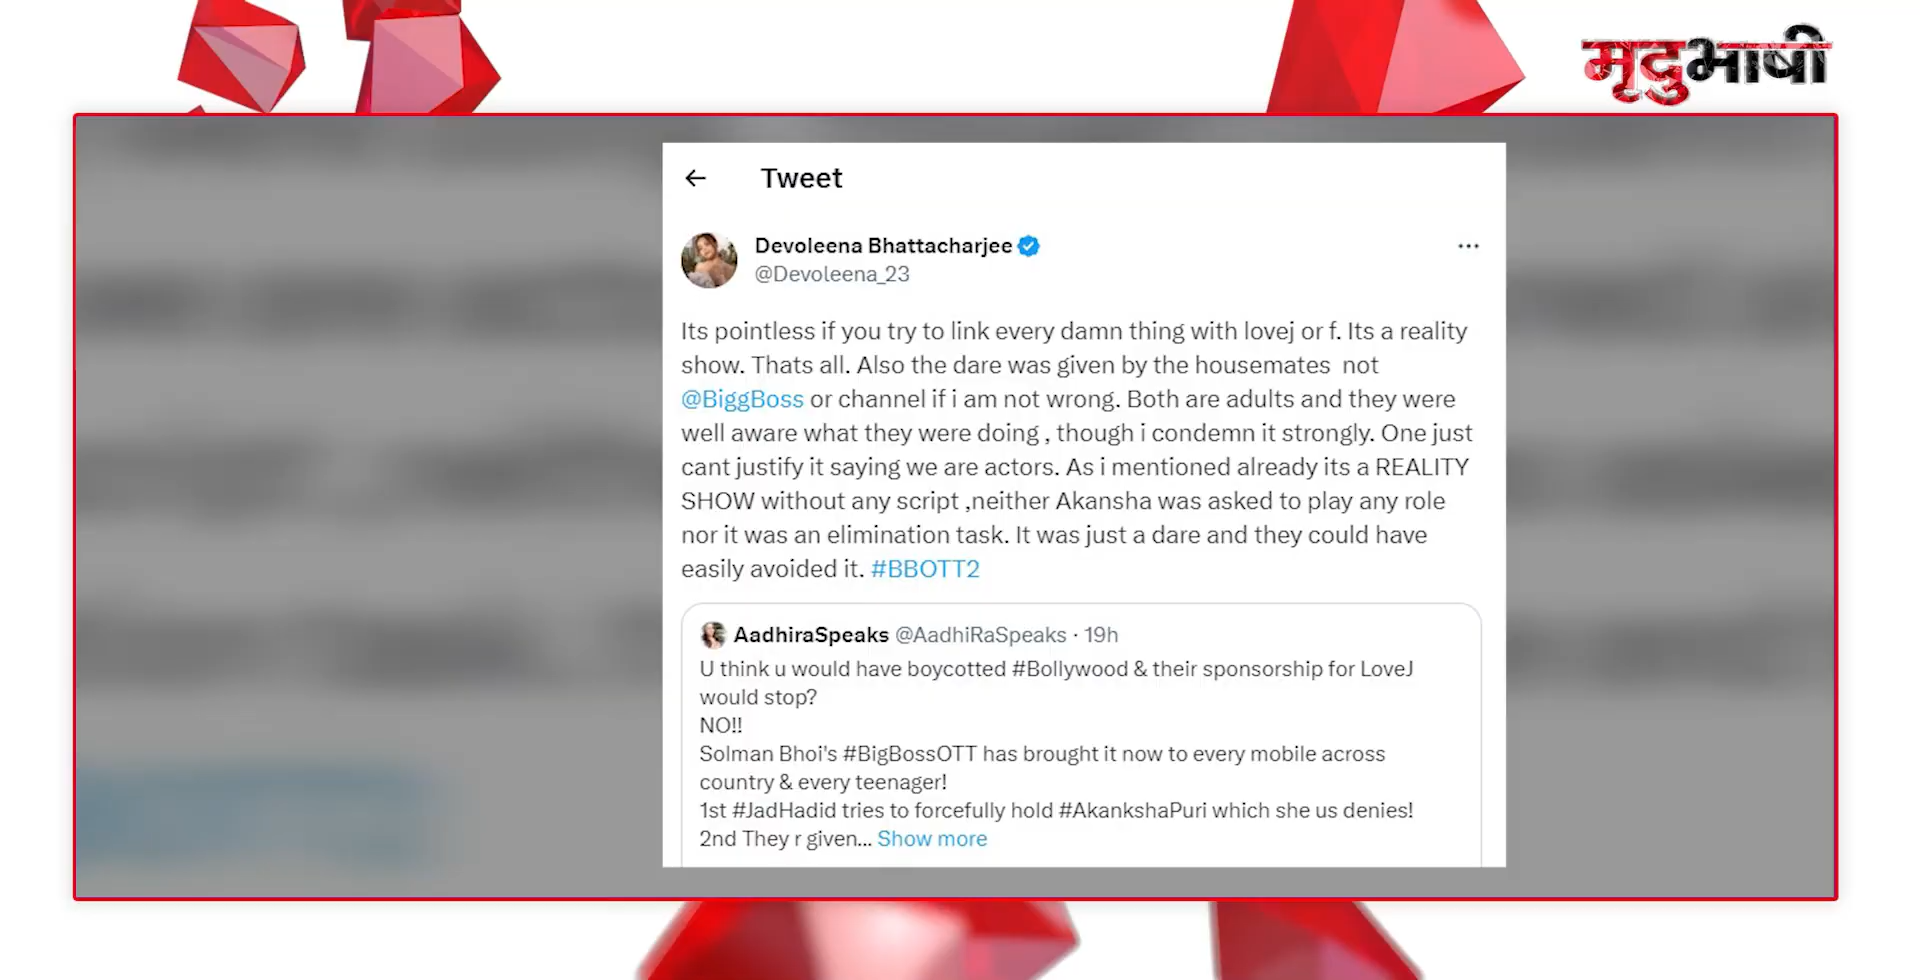 मृदुभाषी
Tweet
Devoleena Bhattacharjee
@Devoleena_23
Its pointless if you try to link every damn thing with lovej or f. Its a reality
show. Thats all. Also the dare was given by the housemates  not
@BiggBoss or channel if i am not wrong. Both are adults and they were
well aware what they were doing , though i condemn it strongly. One just
cant justify it saying we are actors. As i mentioned already its a REALITY
SHOW without any script ,neither Akansha was asked to play any role
nor it was an elimination task. It was just a dare and they could have
easily avoided it. #BBOTT2
AadhiraSpeaks @AadhiRaSpeaks · 19h
U think u would have boycotted #Bollywood & their sponsorship for LoveJ
would stop?
NO!!
Solman Bhoi's #BigBossOTT has brought it now to every mobile across
country & every teenager!
1st #JadHadid tries to forcefully hold #AkankshaPuri which she us denies!
2nd They r given... Show more